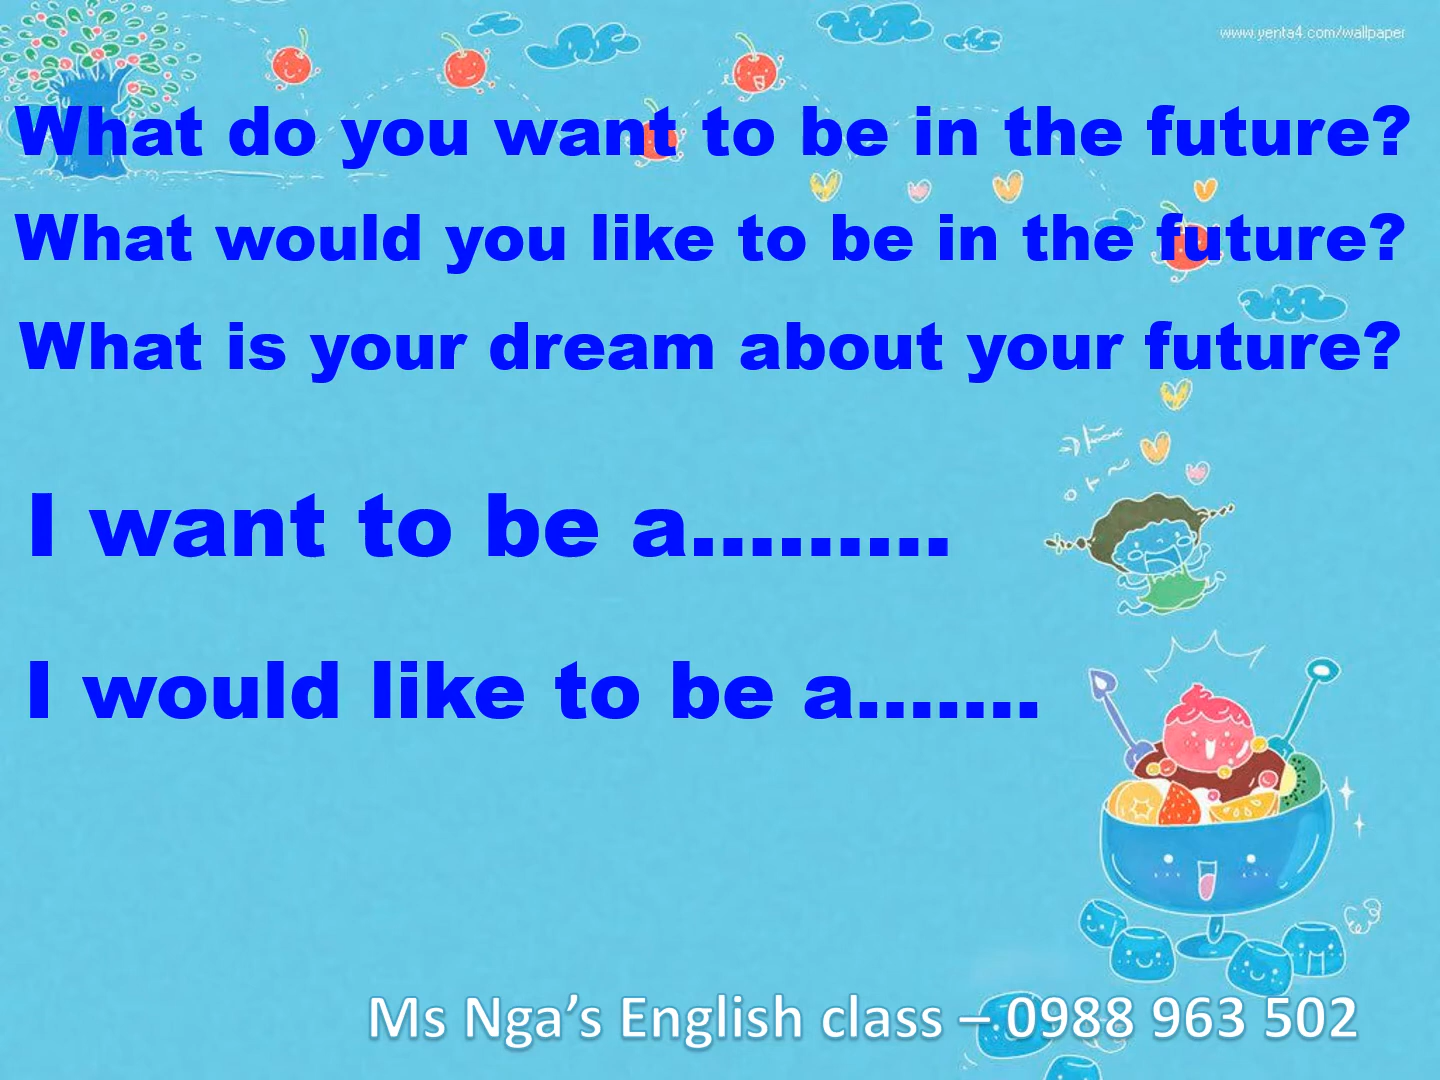 www.yenta4.com/wallpaper
What do you want to be in the future?
What would you like to be in the future?
What is your dream about your future?
I want to be a.........
I would like to be a.......
Ms Nga’s English class – 0988 963 502